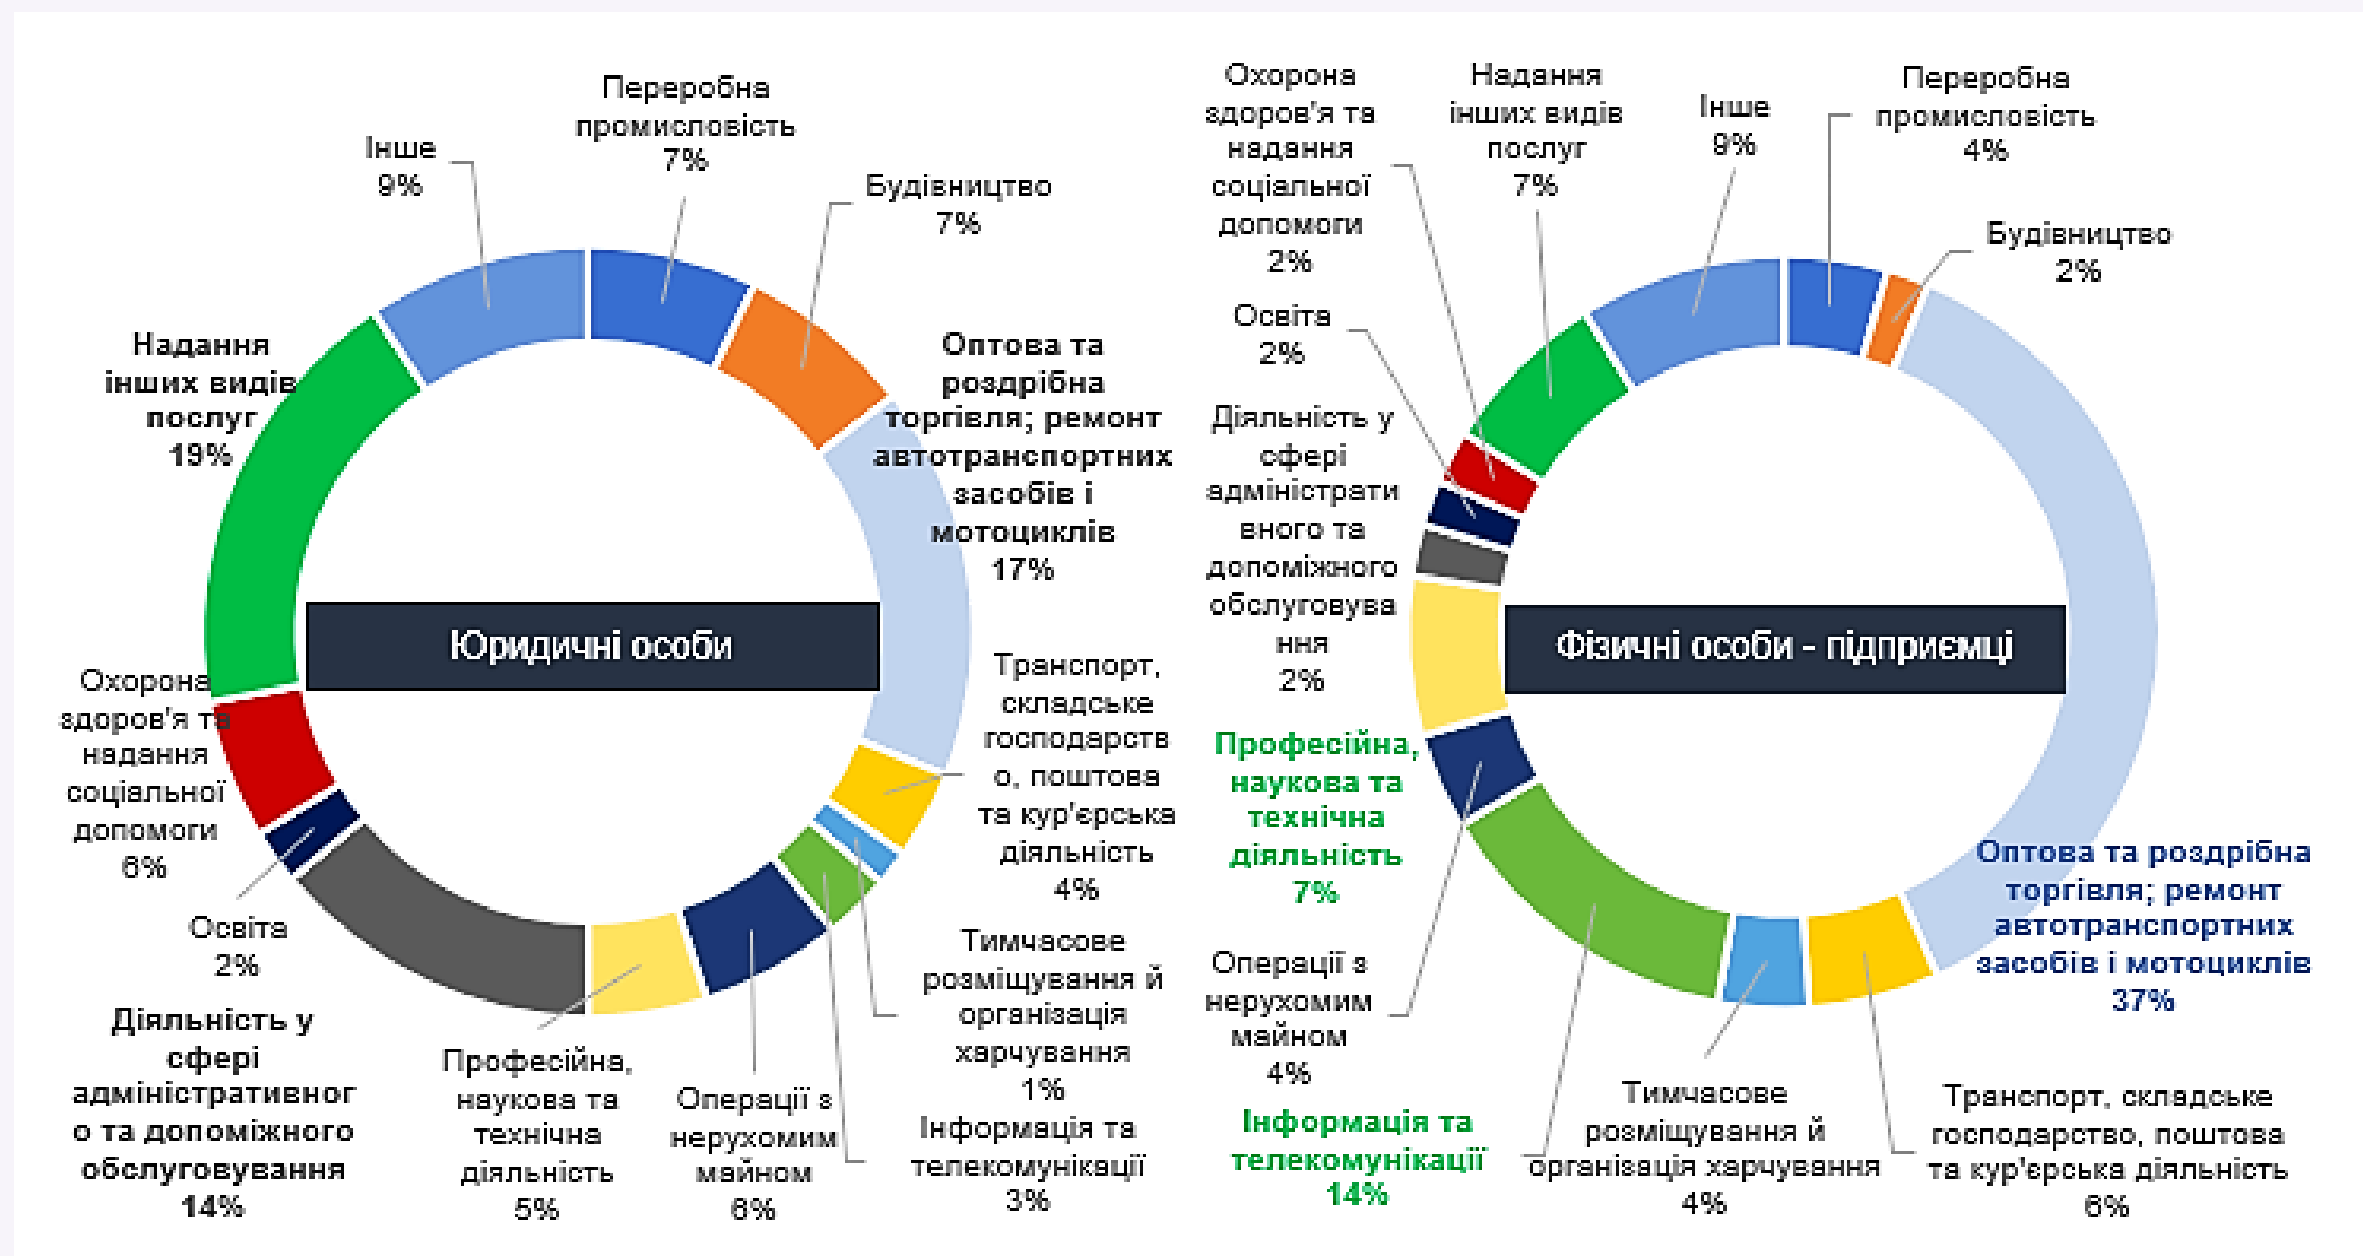 Переробна
промисловість
7%
Інше
9%
Будівництво
7%
Оптова та
роздрібна
торгівля; ремонт
автотранспортних
засобів і
мотоциклів
17%
Транспорт,
складське
господарств
о, поштова
та кур'єрська
діяльність
4%
Тимчасове
розміщування й
організація
харчування
1%
Інформація та
телекомунікації
3%
Операції з
нерухомим
майном
6%
Професійна,
наукова та
технічна
діяльність
5%
Діяльність у
сфері
адміністративног
о та допоміжного
обслуговування
14%
Освіта
2%
Охорона
здоров'я та
надання
соціальної
допомоги
6%
Надання
інших видів
послуг
19%
Юридичні особи
Переробна
промисловість
4%
Будівництво
2%
Оптова та роздрібна
торгівля; ремонт
автотранспортних
засобів і мотоциклів
37%
Транспорт, складське
господарство, поштова
та кур'єрська діяльність
6%
Тимчасове
розміщування й
організація харчування
4%
Інформація та
телекомунікації
14%
Операції з
нерухомим
майном
4%
Професійна,
наукова та
технічна
діяльність
7%
Діяльність у
сфері
адміністрати
вного та
допоміжного
обслуговува
ння
2%
Освіта
2%
Охорона
здоров'я та
надання
соціальної
допомоги
2%
Надання
інших видів
послуг
7%
Інше
9%
Фізичні особи - підприємці